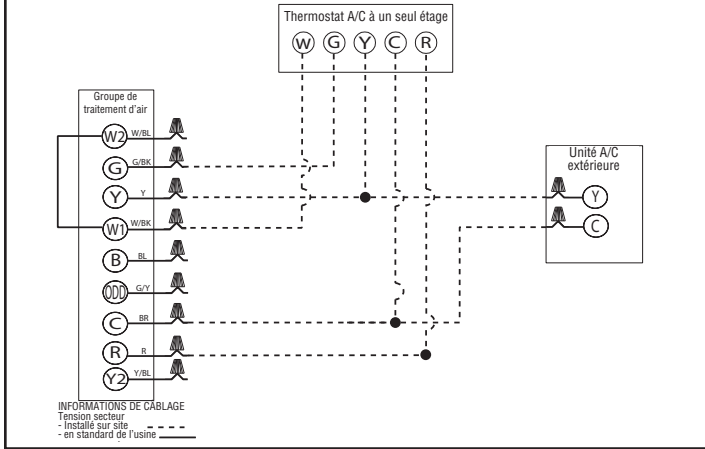 Thermostat A/C à un seul étage
W G Y C R
Groupe de
traitement d'air
W2 W/BL
G G/BK
Y Y
W1 W/BK
B BL
ODD G/Y
C BR
R R
Y2 Y/BL
Unité A/C
extérieure
Y
C
INFORMATIONS DE CÂBLAGE
Tension secteur
- Installé sur site
- en standard de l'usine